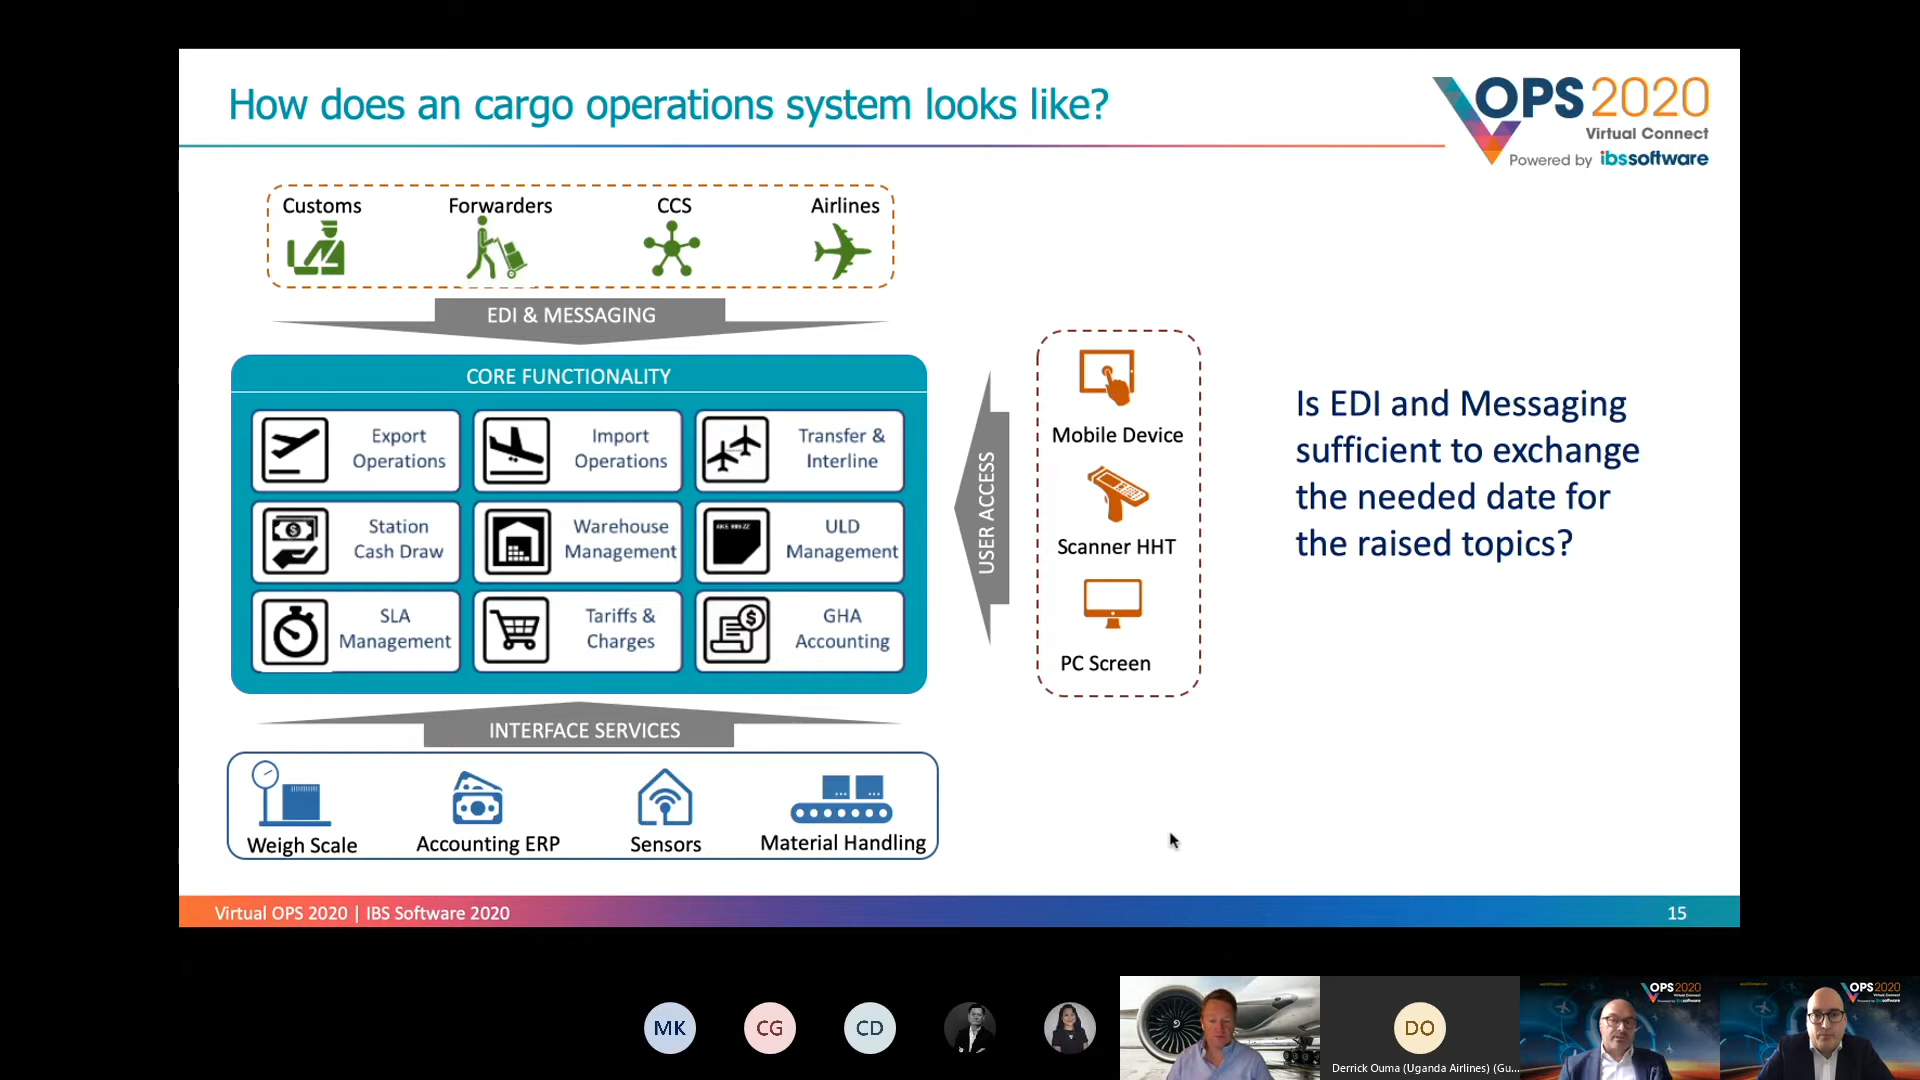 How does an cargo operations system looks like?
OPS 2020
Virtual Connect
Powered by ibssoftware
Customs
Forwarders
CCS
Airlines
EDI & MESSAGING
CORE FUNCTIONALITY
Export
Operations
Import
Operations
Transfer &
Interline
Station
Cash Draw
Warehouse
Management
ULD
Management
SLA
Management
Tariffs &
Charges
GHA
Accounting
USER ACCESS
Mobile Device
Scanner HHT
PC Screen
Is EDI and Messaging
sufficient to exchange
the needed date for
the raised topics?
INTERFACE SERVICES
Weigh Scale
Accounting ERP
Sensors
Material Handling
Virtual OPS 2020 | IBS Software 2020
15
MK
CG
CD
DO
Derrick Ouma (Uganda Airlines) (Gu...
OPS2020
OPS2020